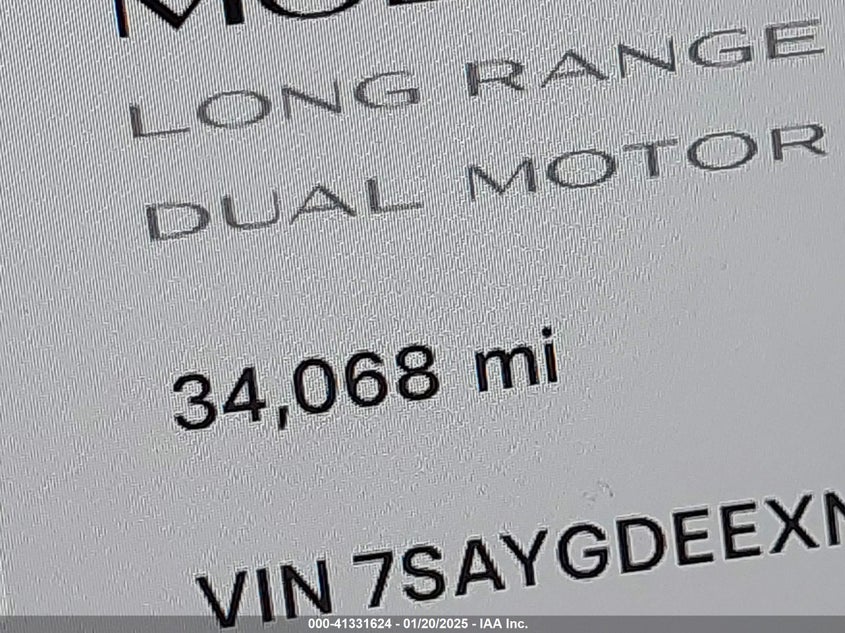 LONG RANGE
DUAL MOTOR
34,068 mi
VIN 7SAYGDEEXN
000-41331624 - 01/20/2025 - IAA Inc.